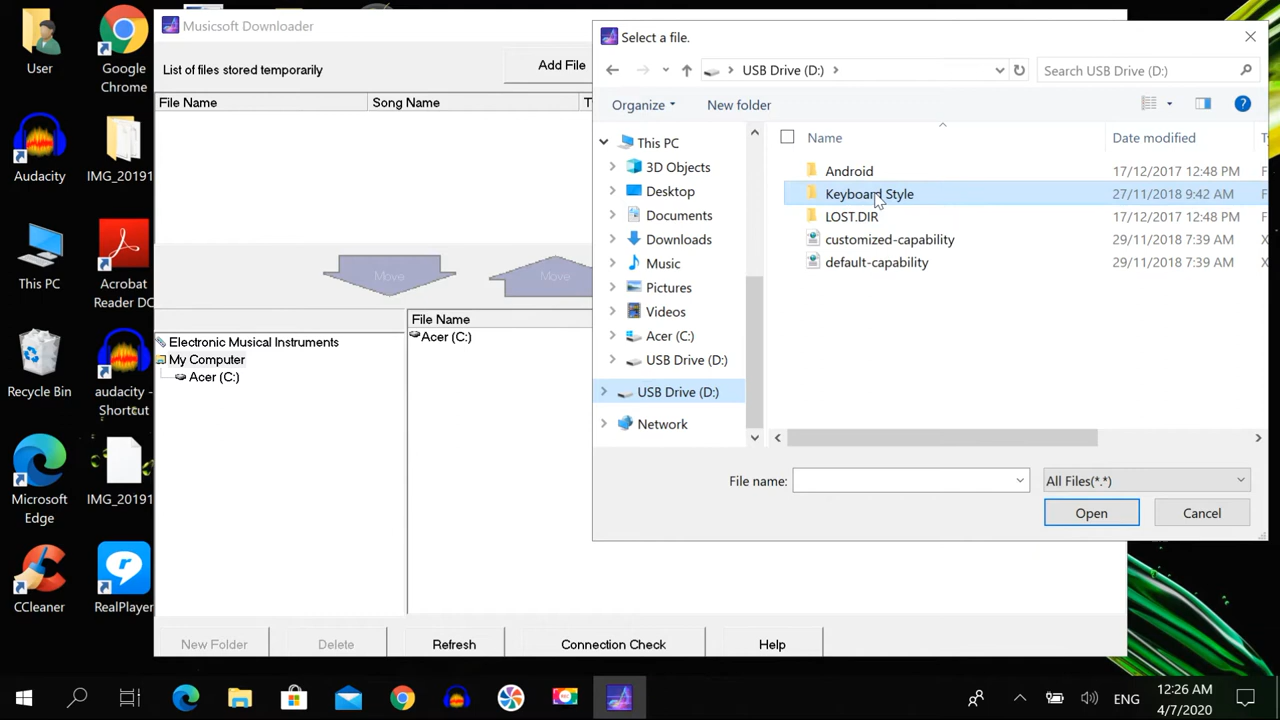 User
Google
Chrome
Audacity
IMG_20191
This PC
Acrobat
Reader DC
Recycle Bin
audacity -
Shortcut
Microsoft
Edge
IMG_20191
CCleaner
RealPlayer
Musicsoft Downloader
List of files stored temporarily
Add File
File Name
Song Name
Move
Move
Electronic Musical Instruments
My Computer
Acer (C:)
File Name
Acer (C:)
New Folder
Delete
Refresh
Connection Check
Help
Select a file.
USB Drive (D:)
Search USB Drive (D:)
Organize
New folder
This PC
3D Objects
Desktop
Documents
Downloads
Music
Pictures
Videos
Acer (C:)
USB Drive (D:)
USB Drive (D:)
Network
Name
Date modified
Android
17/12/2017 12:48 PM
Keyboard Style
27/11/2018 9:42 AM
LOST.DIR
17/12/2017 12:48 PM
customized-capability
29/11/2018 7:39 AM
default-capability
29/11/2018 7:39 AM
File name:
All Files(*.*)
Open
Cancel
ENG
12:26 AM
4/7/2020